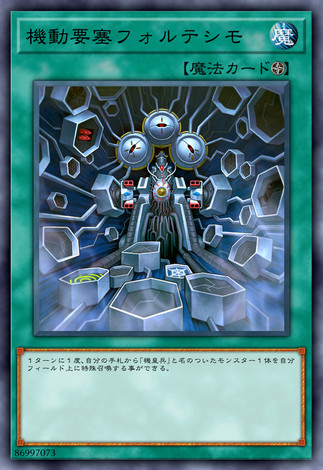 機動要塞フォルテシモ
魔
【魔法カード】
1ターンに1度、自分の手札から「機皇兵」と名のついたモンスター1体を自分
フィールド上に特殊召喚する事ができる。
86997073